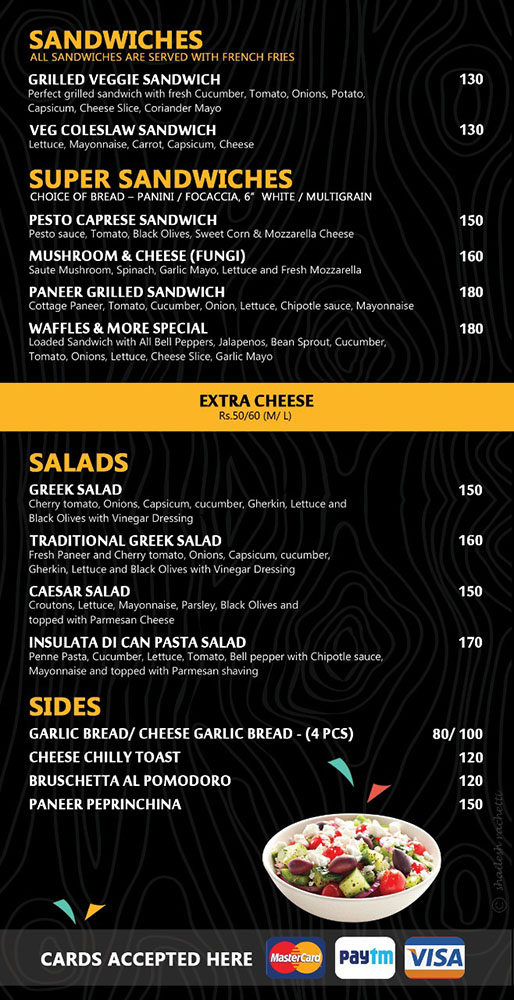 SANDWICHES
ALL SANDWICHES ARE SERVED WITH FRENCH FRIES
GRILLED VEGGIE SANDWICH 130
Perfect grilled sandwich with fresh Cucumber, Tomato, Onions, Potato,
Capsicum, Cheese Slice, Coriander Mayo
VEG COLESLAW SANDWICH 130
Lettuce, Mayonnaise, Carrot, Capsicum, Cheese
SUPER SANDWICHES
CHOICE OF BREAD – PANINI / FOCACCIA, 6" WHITE / MULTIGRAIN
PESTO CAPRESE SANDWICH 150
Pesto sauce, Tomato, Black Olives, Sweet Corn & Mozzarella Cheese
MUSHROOM & CHEESE (FUNGI) 160
Saute Mushroom, Spinach, Garlic Mayo, Lettuce and Fresh Mozzarella
PANEER GRILLED SANDWICH 180
Cottage Paneer, Tomato, Cucumber, Onion, Lettuce, Chipotle sauce, Mayonnaise
WAFFLES & MORE SPECIAL 180
Loaded Sandwich with All Bell Peppers, Jalapenos, Bean Sprout, Cucumber,
Tomato, Onions, Lettuce, Cheese Slice, Garlic Mayo
EXTRA CHEESE
Rs.50/60 (M/ L)
SALADS
GREEK SALAD 150
Cherry tomato, Onions, Capsicum, cucumber, Gherkin, Lettuce and
Black Olives with Vinegar Dressing
TRADITIONAL GREEK SALAD 160
Fresh Paneer and Cherry tomato, Onions, Capsicum, cucumber,
Gherkin, Lettuce and Black Olives with Vinegar Dressing
CAESAR SALAD 150
Croutons, Lettuce, Mayonnaise, Parsley, Black Olives and
topped with Parmesan Cheese
INSULATA DI CAN PASTA SALAD 170
Penne Pasta, Cucumber, Lettuce, Tomato, Bell pepper with Chipotle sauce,
Mayonnaise and topped with Parmesan shaving
SIDES
GARLIC BREAD/ CHEESE GARLIC BREAD - (4 PCS) 80/ 100
CHEESE CHILLY TOAST 120
BRUSCHETTA AL POMODORO 120
PANEER PEPRINCHINA 150
© shadesh rachetti
CARDS ACCEPTED HERE MasterCard paytm VISA